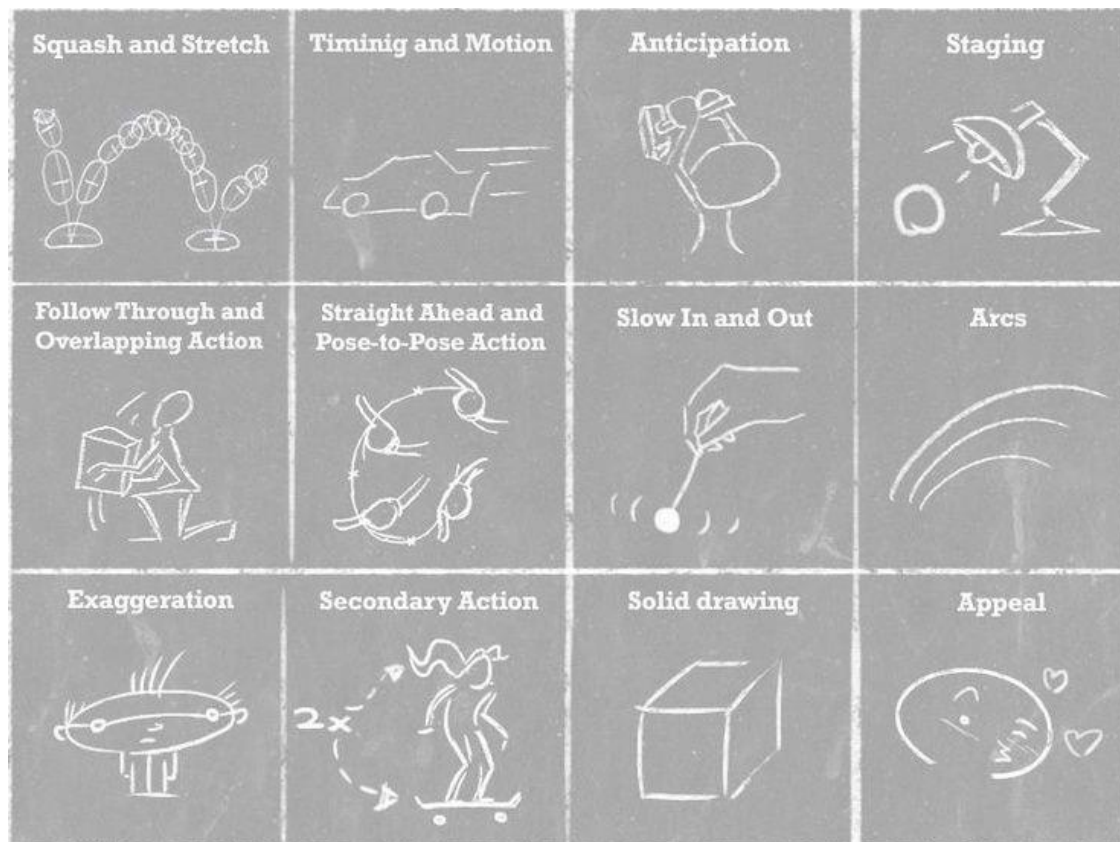 Squash and Stretch
Timinig and Motion
Anticipation
Staging
Follow Through and
Overlapping Action
Straight Ahead and
Pose-to-Pose Action
Slow In and Out
Arcs
Exaggeration
Secondary Action
2x
Solid drawing
Appeal